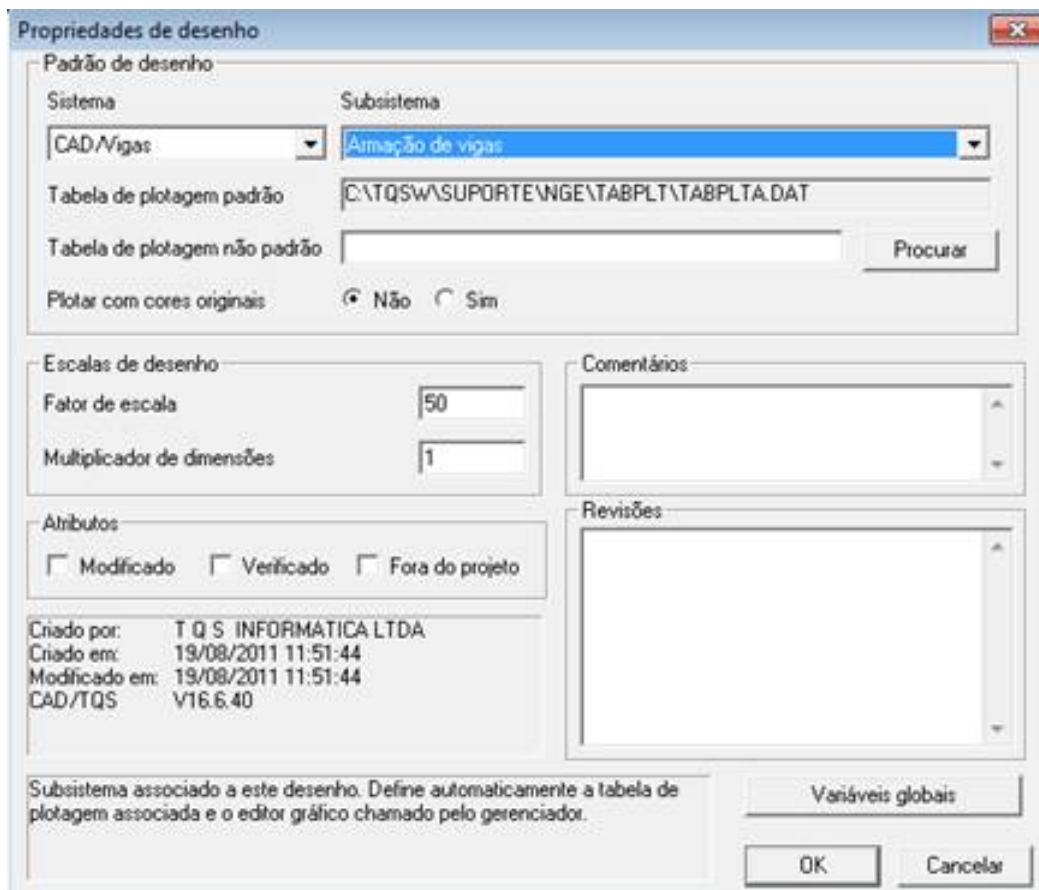 Propriedades de desenho
Padrão de desenho
Sistema Subsistema
CAD/Vigas Armação de vigas
Tabela de plotagem padrão C:\TQSW\SUPORTE\NGE\TABPLT\TABPLTA.DAT
Tabela de plotagem não padrão Procurar
Plotar com cores originais Não Sim
Escalas de desenho
Fator de escala 50
Multiplicador de dimensões 1
Comentários
Atributos
Modificado Verificado Fora do projeto
Revisões
Criado por: T Q S INFORMATICA LTDA
Criado em: 19/08/2011 11:51:44
Modificado em: 19/08/2011 11:51:44
CAD/TQS V16.6.40
Subsistema associado a este desenho. Define automaticamente a tabela de
plotagem associada e o editor gráfico chamado pelo gerenciador.
Variáveis globais
OK Cancelar